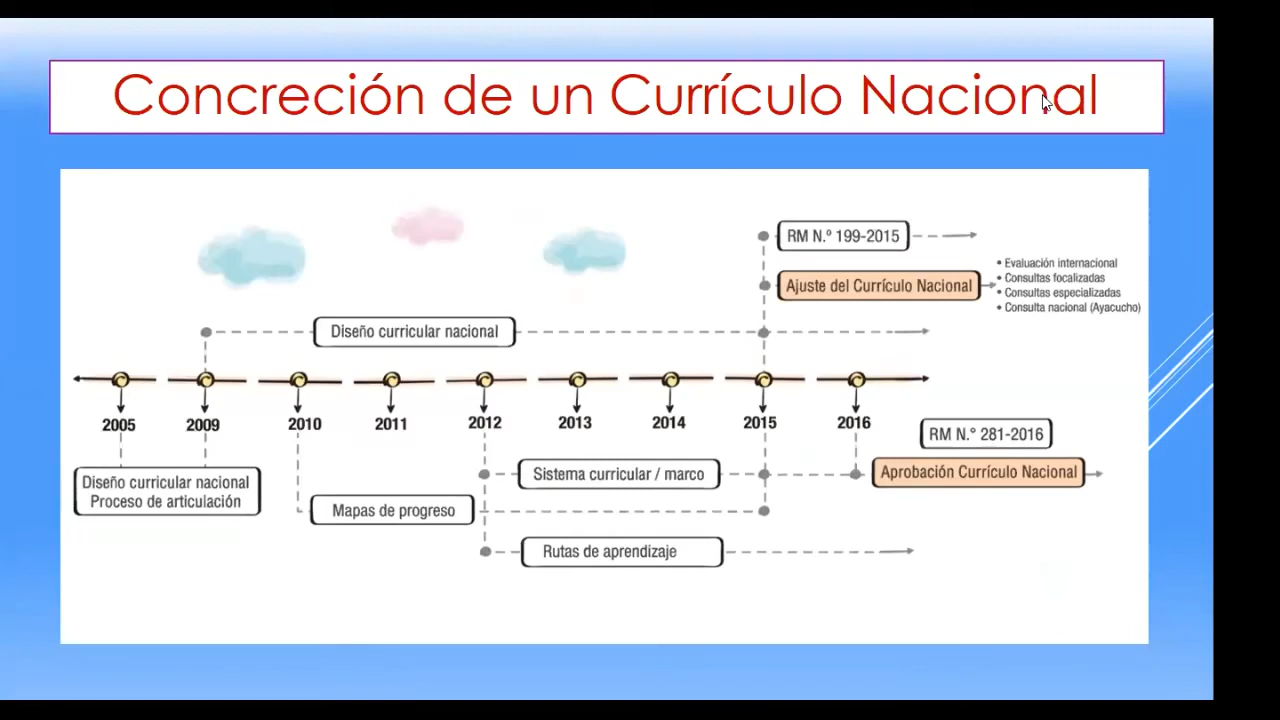 Concreción de un Currículo Nacional
RM N.º 199-2015
Ajuste del Currículo Nacional
• Evaluación internacional
• Consultas focalizadas
• Consultas especializadas
• Consulta nacional (Ayacucho)
Diseño curricular nacional
2005 2009 2010 2011 2012 2013 2014 2015 2016
RM N.° 281-2016
Aprobación Currículo Nacional
Diseño curricular nacional
Proceso de articulación
Sistema curricular / marco
Mapas de progreso
Rutas de aprendizaje